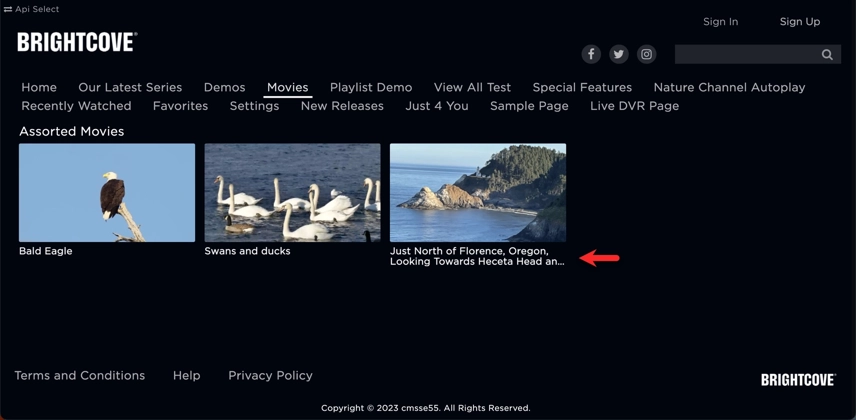 Api Select
Sign In Sign Up
BRIGHTCOVE®
Home Our Latest Series Demos Movies Playlist Demo View All Test Special Features Nature Channel Autoplay
Recently Watched Favorites Settings New Releases Just 4 You Sample Page Live DVR Page
Assorted Movies
Bald Eagle
Swans and ducks
Just North of Florence, Oregon,
Looking Towards Heceta Head an...
Terms and Conditions Help Privacy Policy
BRIGHTCOVE®
Copyright © 2023 cmsse55. All Rights Reserved.